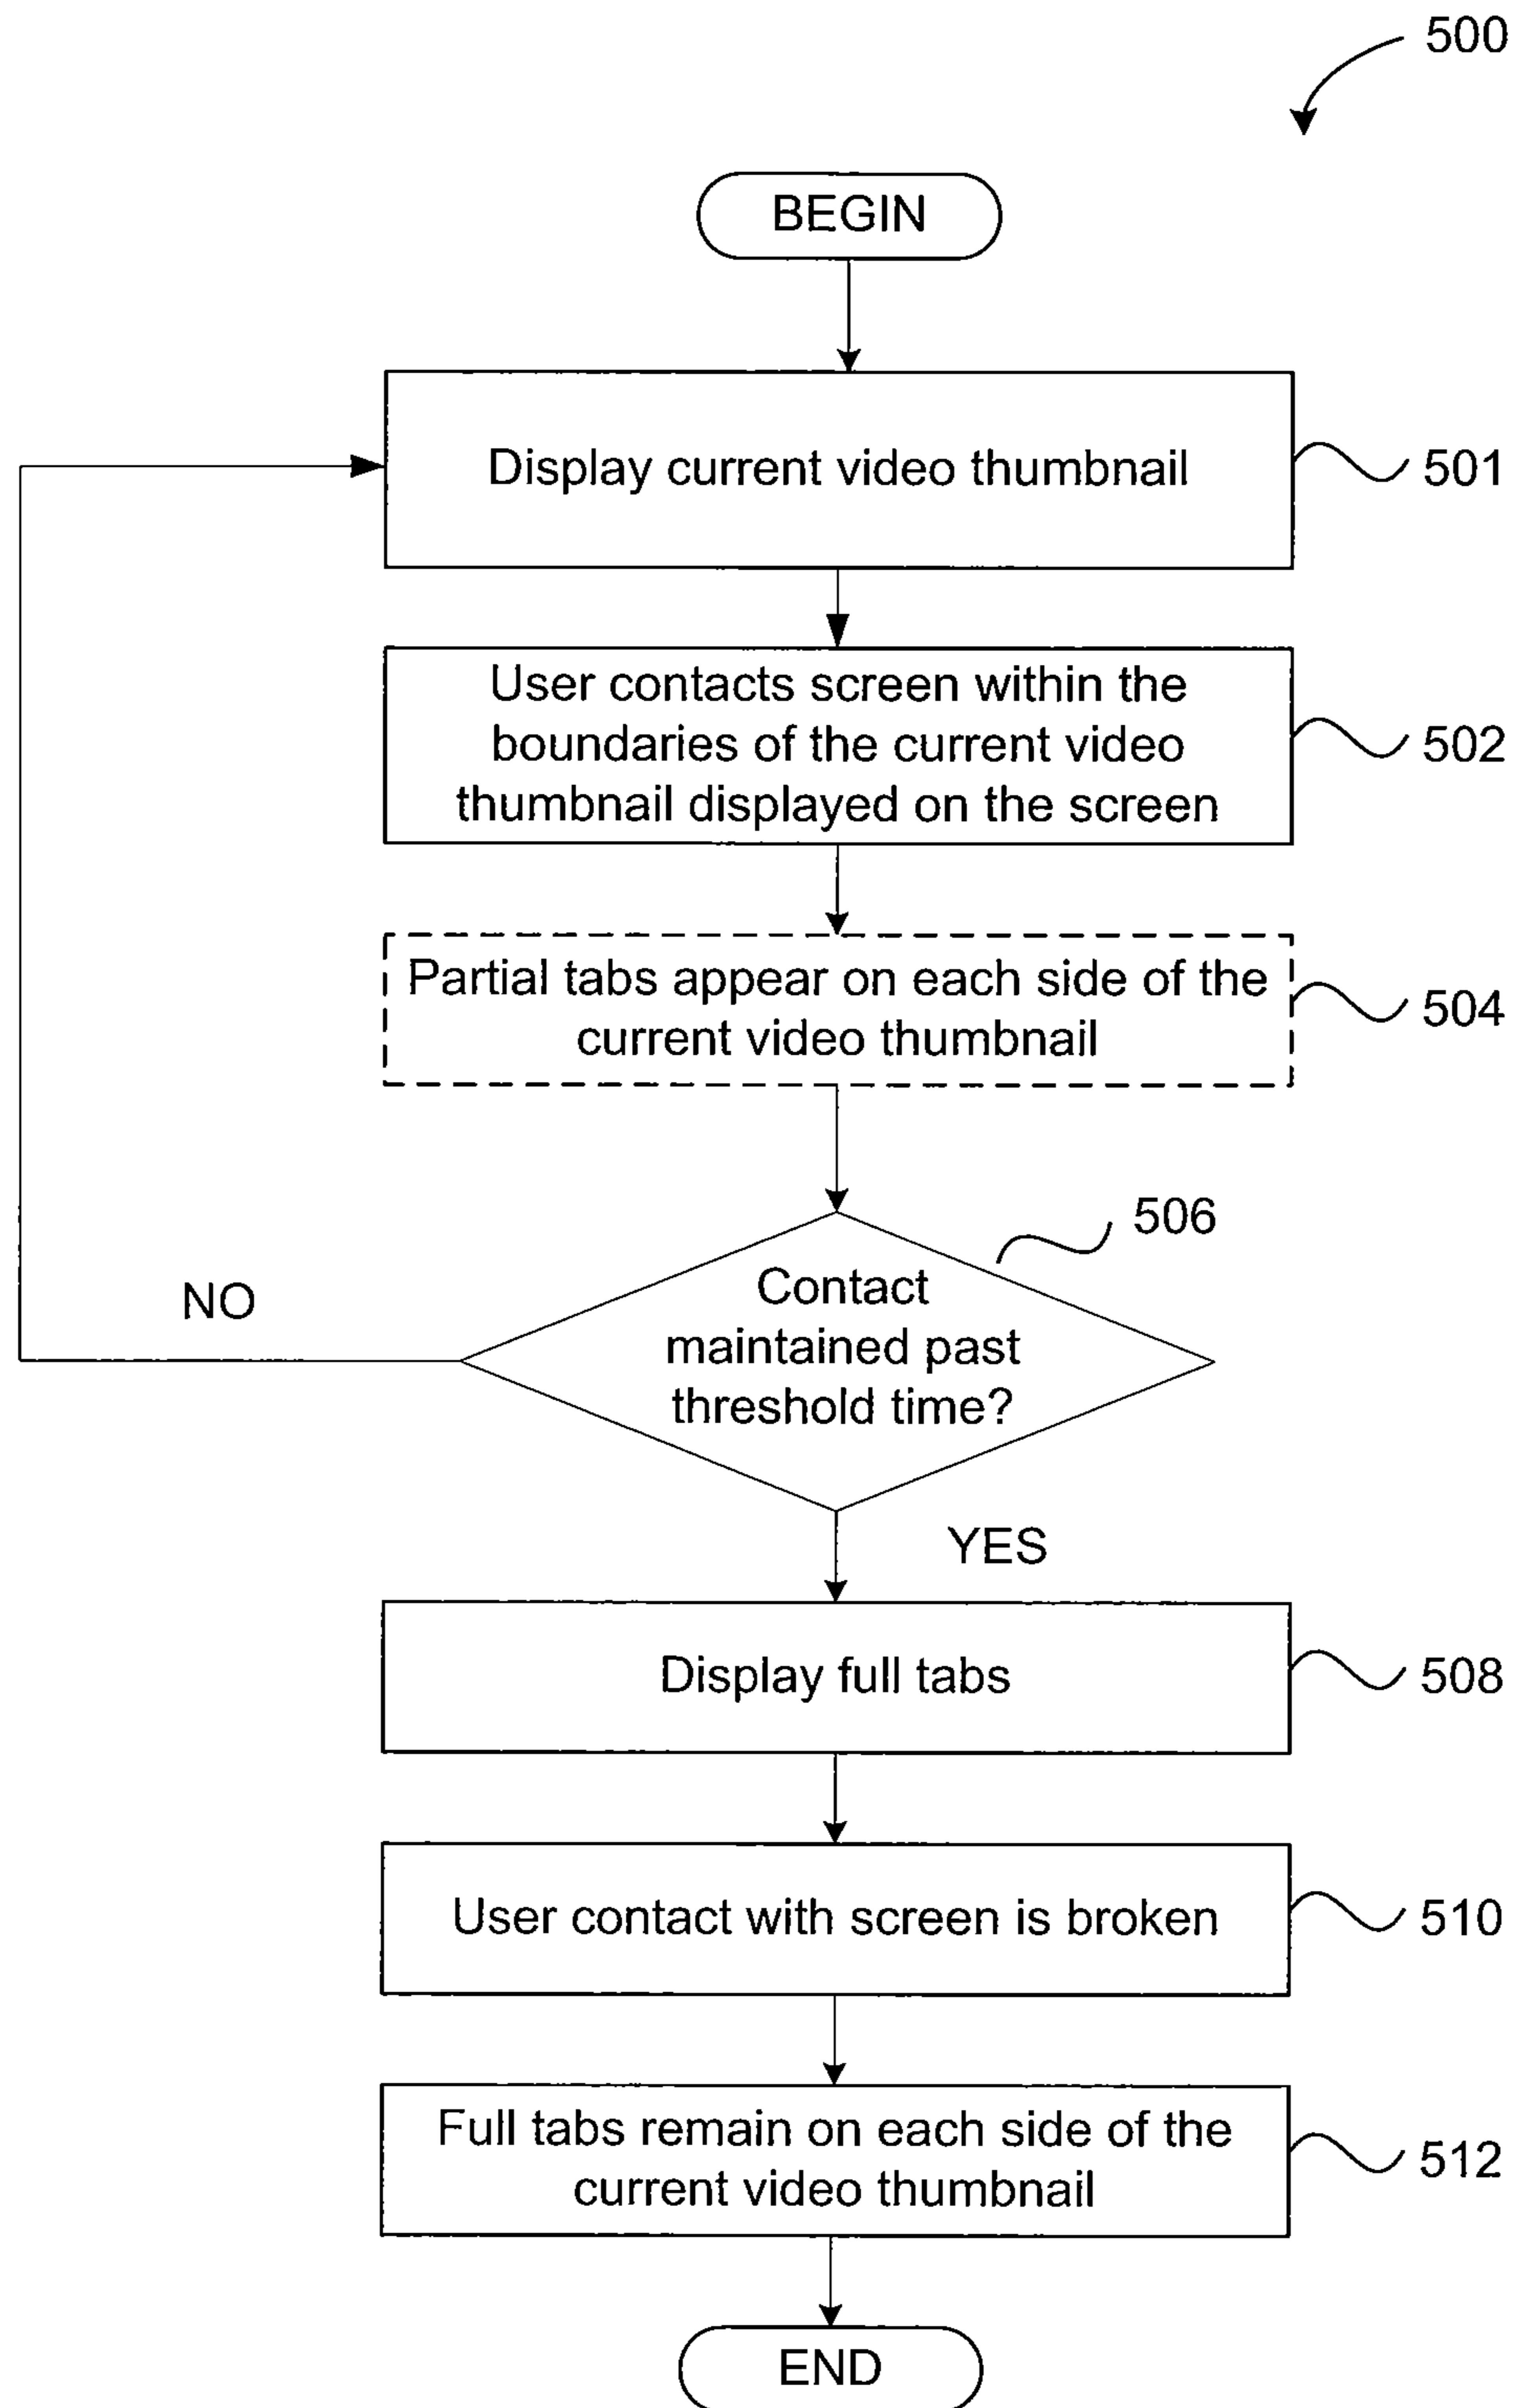 500
BEGIN
Display current video thumbnail
501
User contacts screen within the
boundaries of the current video
thumbnail displayed on the screen
502
Partial tabs appear on each side of the
current video thumbnail
504
506
Contact
maintained past
threshold time?
NO
YES
Display full tabs
508
User contact with screen is broken
510
Full tabs remain on each side of the
current video thumbnail
512
END